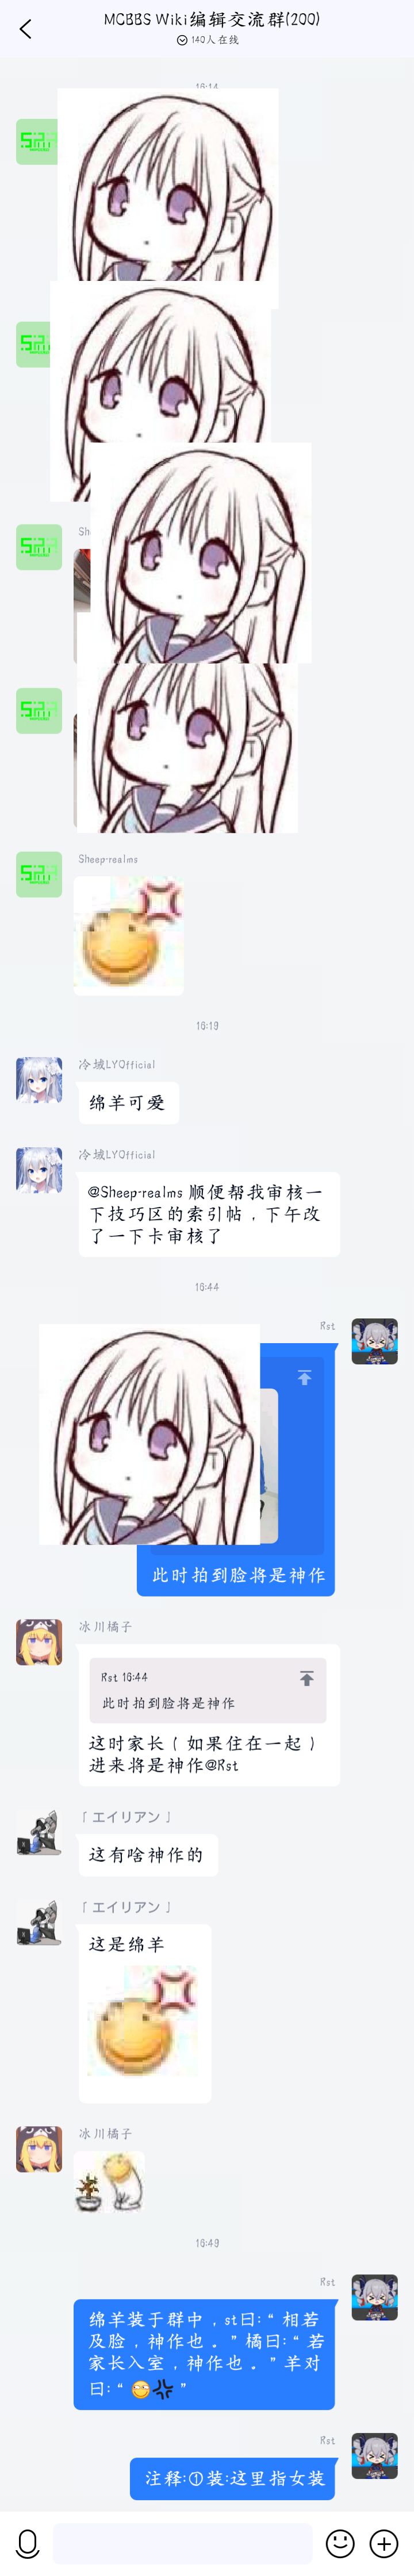 MCBBS Wiki编辑交流群(200)
140人在线
16:14
Sh
Sheep-realms
16:19
冷域LYOfficial
绵羊可爱
冷域LYOfficial
@Sheep-realms 顺便帮我审核一
下技巧区的索引帖，下午改
了一下卡审核了
16:44
Rst
此时拍到脸将是神作
冰川橘子
Rst 16:44
此时拍到脸将是神作
这时家长（如果住在一起）
进来将是神作@Rst
「エイリアン」
这有啥神作的
「エイリアン」
这是绵羊
冰川橘子
16:49
Rst
绵羊装于群中，st曰:“相若
及脸，神作也。”橘曰:“若
家长入室，神作也。”羊对
曰:“😅💢”
Rst
注释:①装:这里指女装